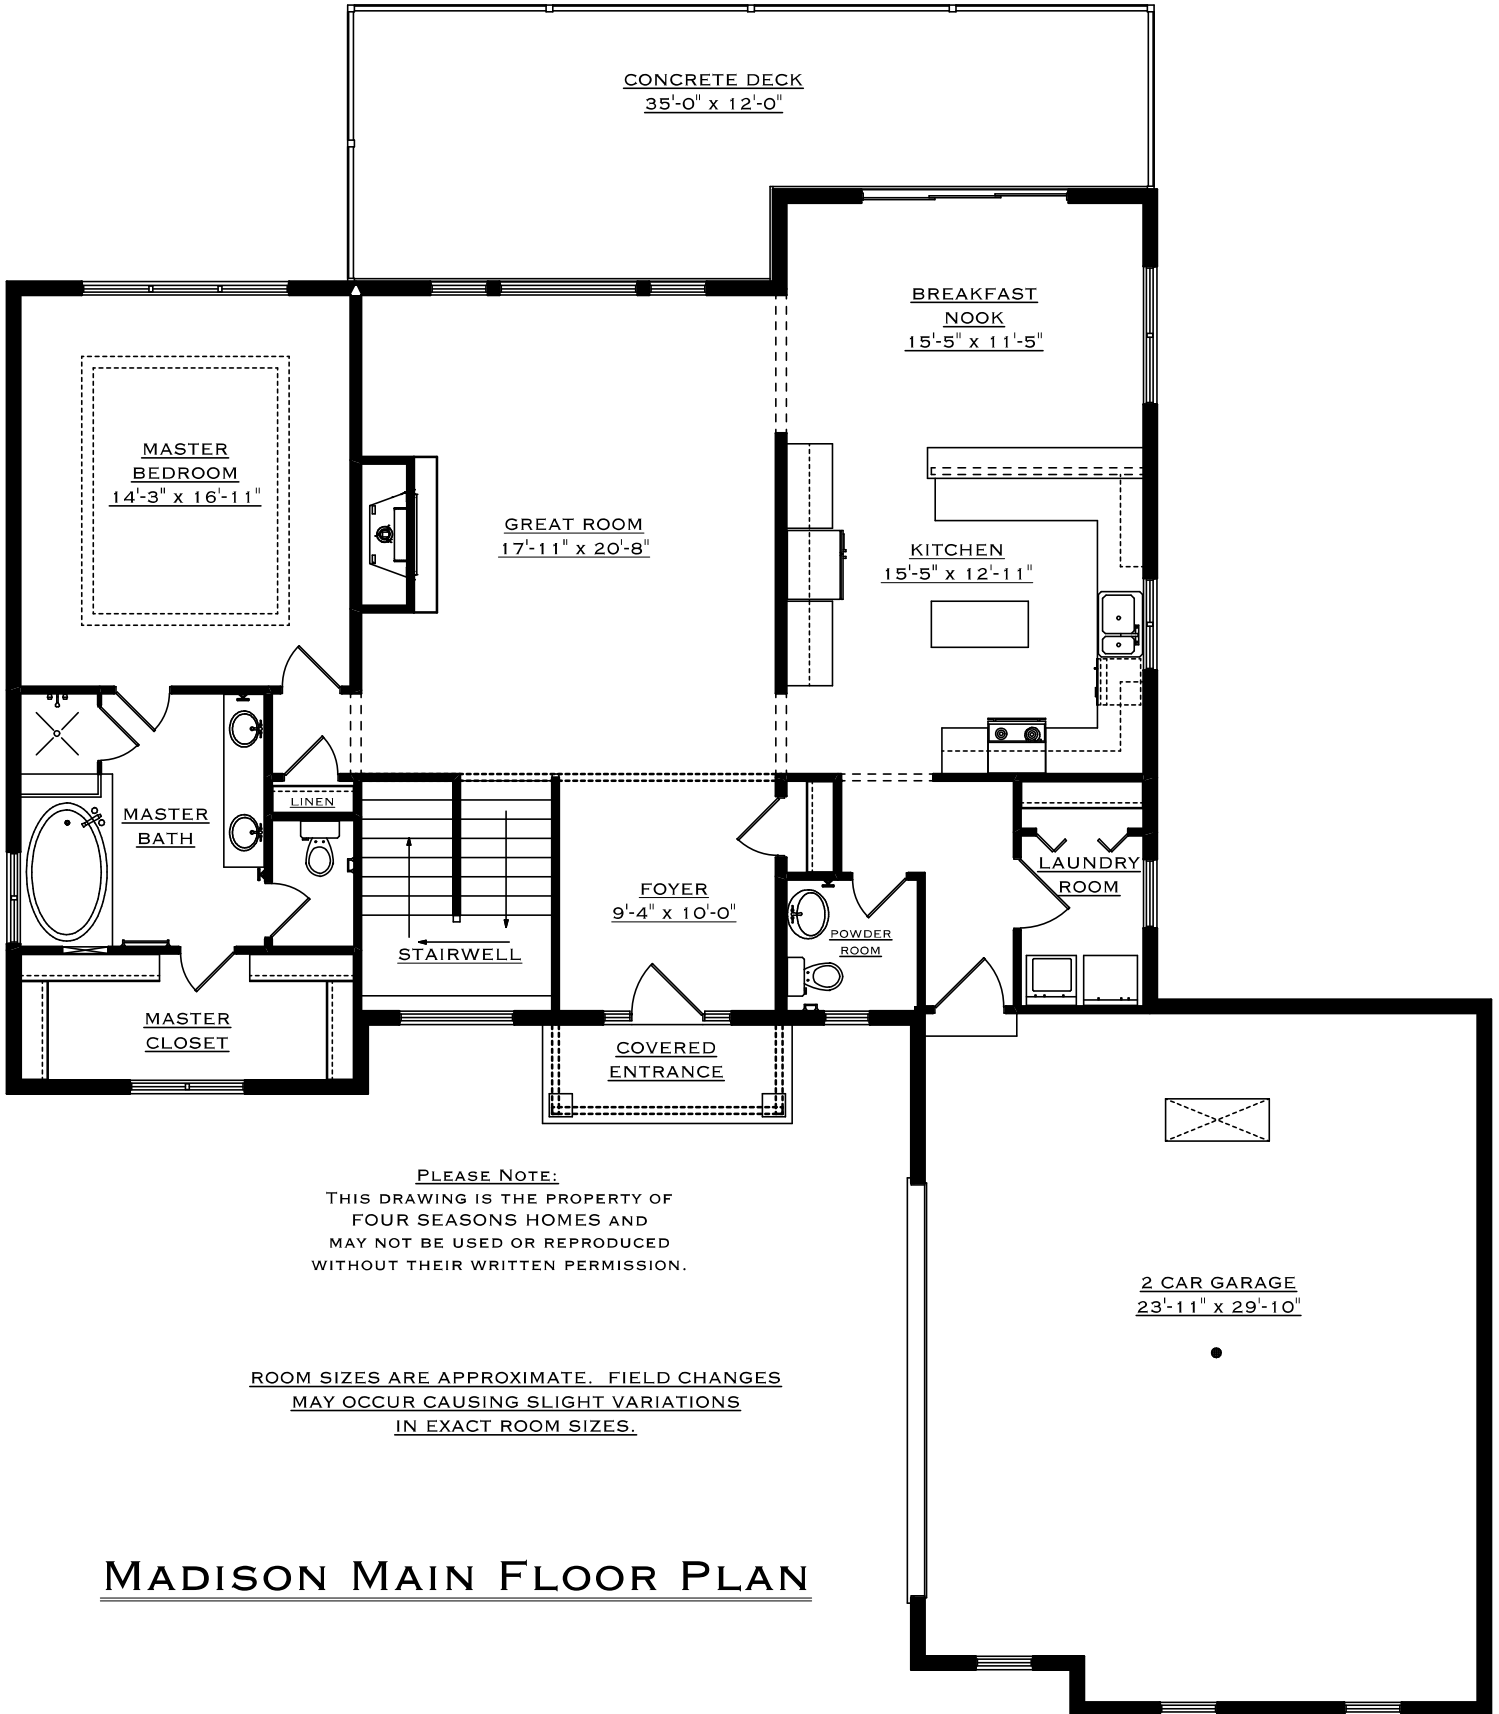 CONCRETE DECK
35'-0" x 12'-0"
BREAKFAST
NOOK
15'-5" x 11'-5"
MASTER
BEDROOM
14'-3" x 16'-11"
GREAT ROOM
17'-11" x 20'-8"
KITCHEN
15'-5" x 12'-11"
LINEN
MASTER
BATH
LAUNDRY
ROOM
FOYER
9'-4" x 10'-0"
POWDER
ROOM
STAIRWELL
MASTER
CLOSET
COVERED
ENTRANCE
PLEASE NOTE:
THIS DRAWING IS THE PROPERTY OF
FOUR SEASONS HOMES AND
MAY NOT BE USED OR REPRODUCED
WITHOUT THEIR WRITTEN PERMISSION.
2 CAR GARAGE
23'-11" x 29'-10"
ROOM SIZES ARE APPROXIMATE. FIELD CHANGES
MAY OCCUR CAUSING SLIGHT VARIATIONS
IN EXACT ROOM SIZES.
MADISON MAIN FLOOR PLAN